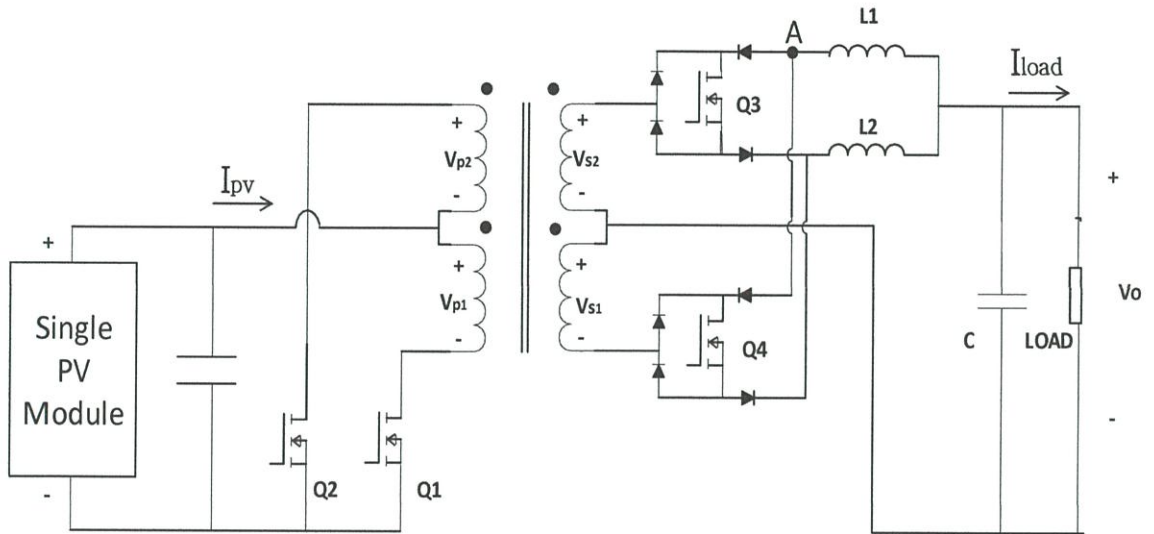 L1
A
Iload
Q3
L2
Vp2
Vs2
+
-
Ipv
+
-
+
+
Vp1
Vs1
+
-
+
-
Single
PV
Module
Q4
C
LOAD
Vo
+
-
-
Q2
Q1